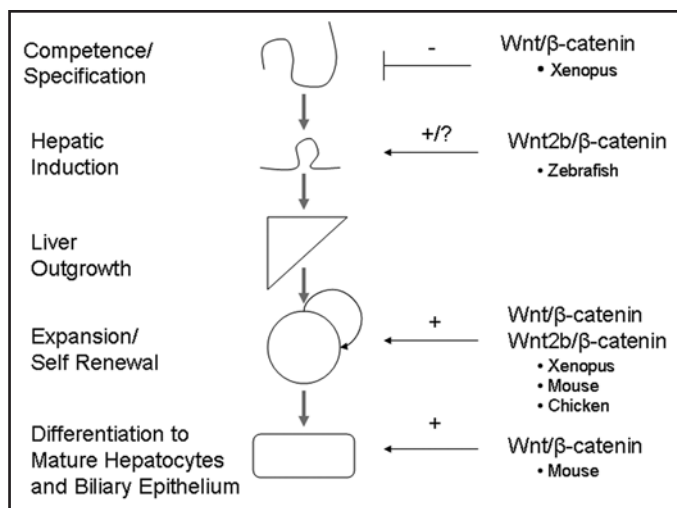 Competence/
Specification
-
Wnt/β-catenin
• Xenopus
Hepatic
Induction
+/?
Wnt2b/β-catenin
• Zebrafish
Liver
Outgrowth
Expansion/
Self Renewal
+
Wnt/β-catenin
Wnt2b/β-catenin
• Xenopus
• Mouse
• Chicken
Differentiation to
Mature Hepatocytes
and Biliary Epithelium
+
Wnt/β-catenin
• Mouse